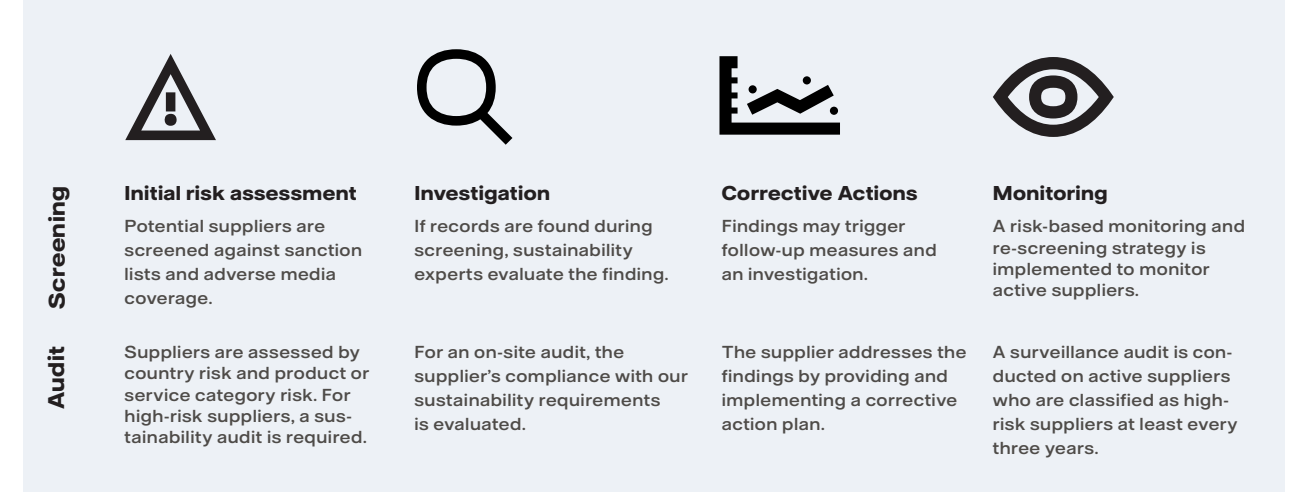 Screening
Initial risk assessment
Potential suppliers are
screened against sanction
lists and adverse media
coverage.
Investigation
If records are found during
screening, sustainability
experts evaluate the finding.
Corrective Actions
Findings may trigger
follow-up measures and
an investigation.
Monitoring
A risk-based monitoring and
re-screening strategy is
implemented to monitor
active suppliers.
Audit
Suppliers are assessed by
country risk and product or
service category risk. For
high-risk suppliers, a sus-
tainability audit is required.
For an on-site audit, the
supplier’s compliance with our
sustainability requirements
is evaluated.
The supplier addresses the
findings by providing and
implementing a corrective
action plan.
A surveillance audit is con-
ducted on active suppliers
who are classified as high-
risk suppliers at least every
three years.